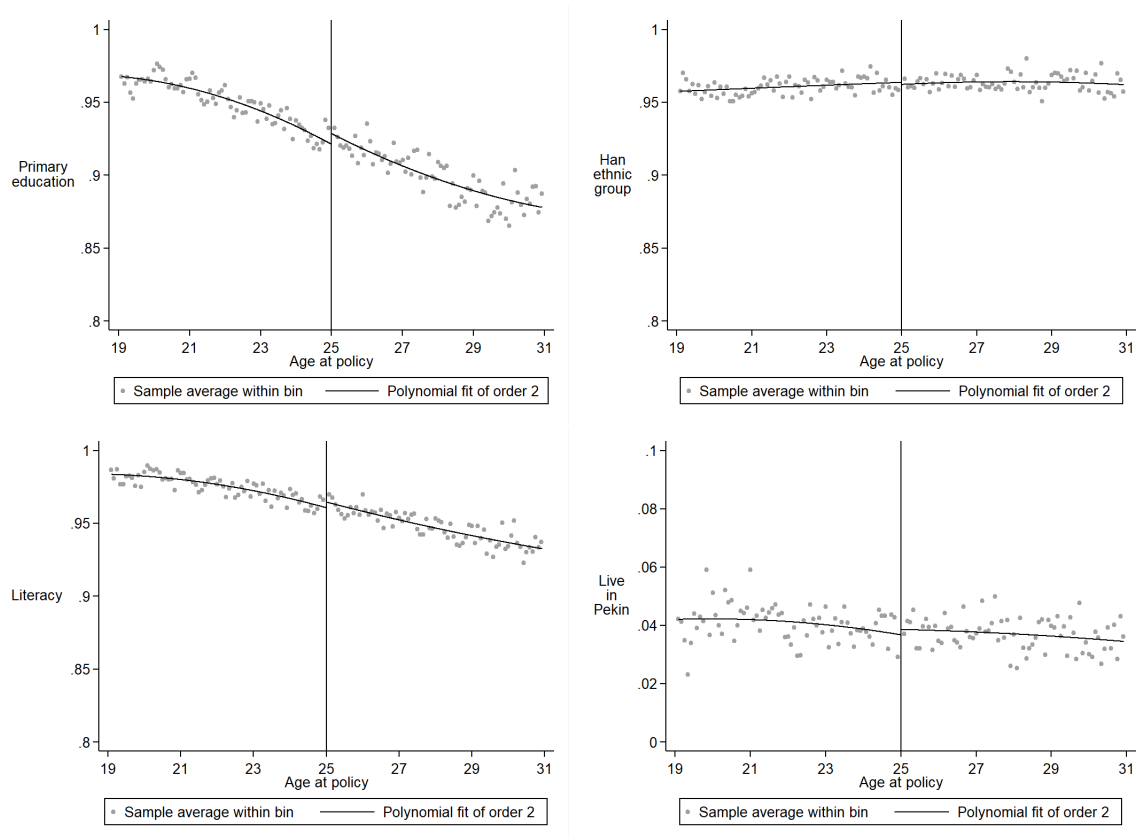 1
.95
Primary
education
.9
.85
.8
19 21 23 25 27 29 31
Age at policy
Sample average within bin Polynomial fit of order 2
1
.95
Han
ethnic
group
.9
.85
.8
19 21 23 25 27 29 31
Age at policy
Sample average within bin Polynomial fit of order 2
1
.95
Literacy
.9
.85
.8
19 21 23 25 27 29 31
Age at policy
Sample average within bin Polynomial fit of order 2
.1
.08
.06
Live
in
Pekin
.04
.02
0
19 21 23 25 27 29 31
Age at policy
Sample average within bin Polynomial fit of order 2